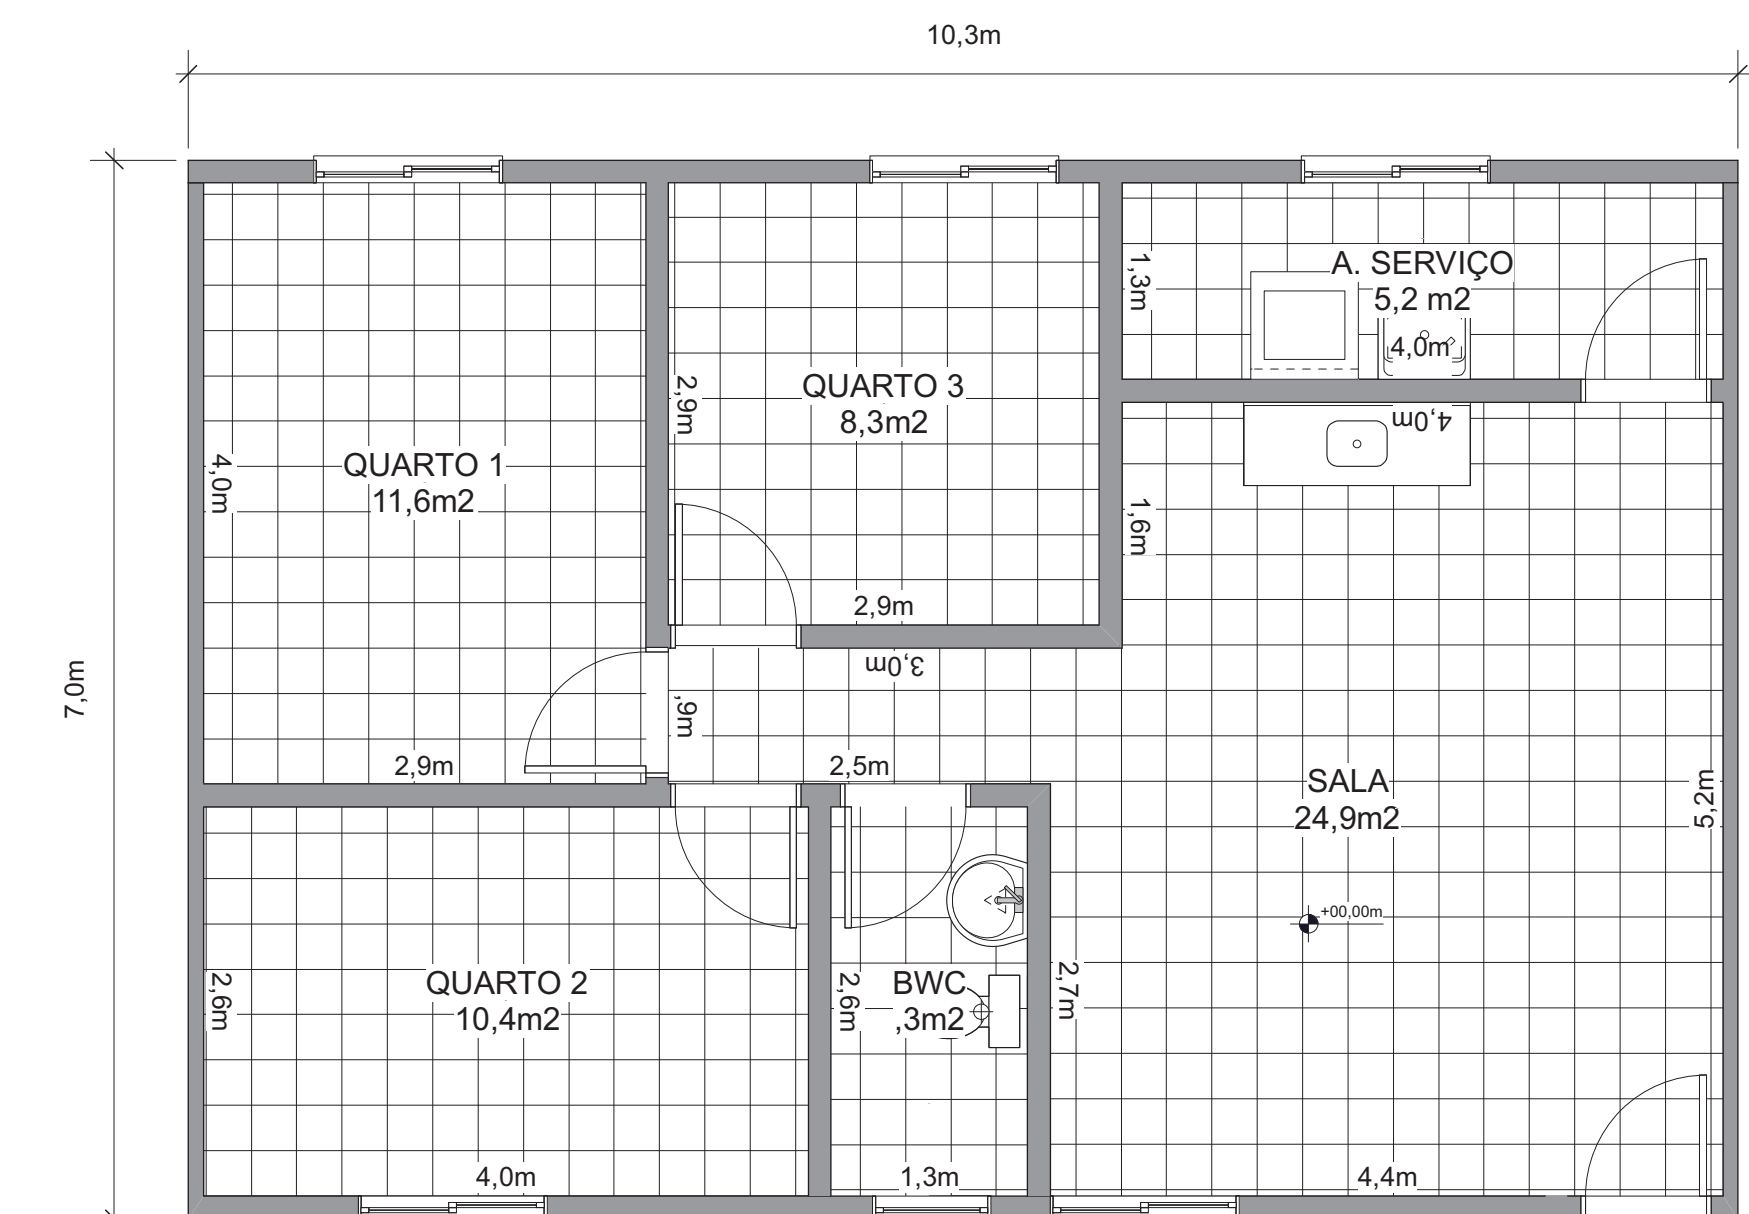 10,3m
7,0m
A. SERVIÇO
5,2 m2
1,3m
4,0m
QUARTO 3
8,3m2
2,9m
2,9m
4,0m
1,6m
QUARTO 1
11,6m2
4,0m
2,9m
3,0m
,9m
2,5m
SALA
24,9m2
5,2m
+00,00m
QUARTO 2
10,4m2
2,6m
4,0m
BWC
,3m2
2,6m
1,3m
2,7m
4,4m